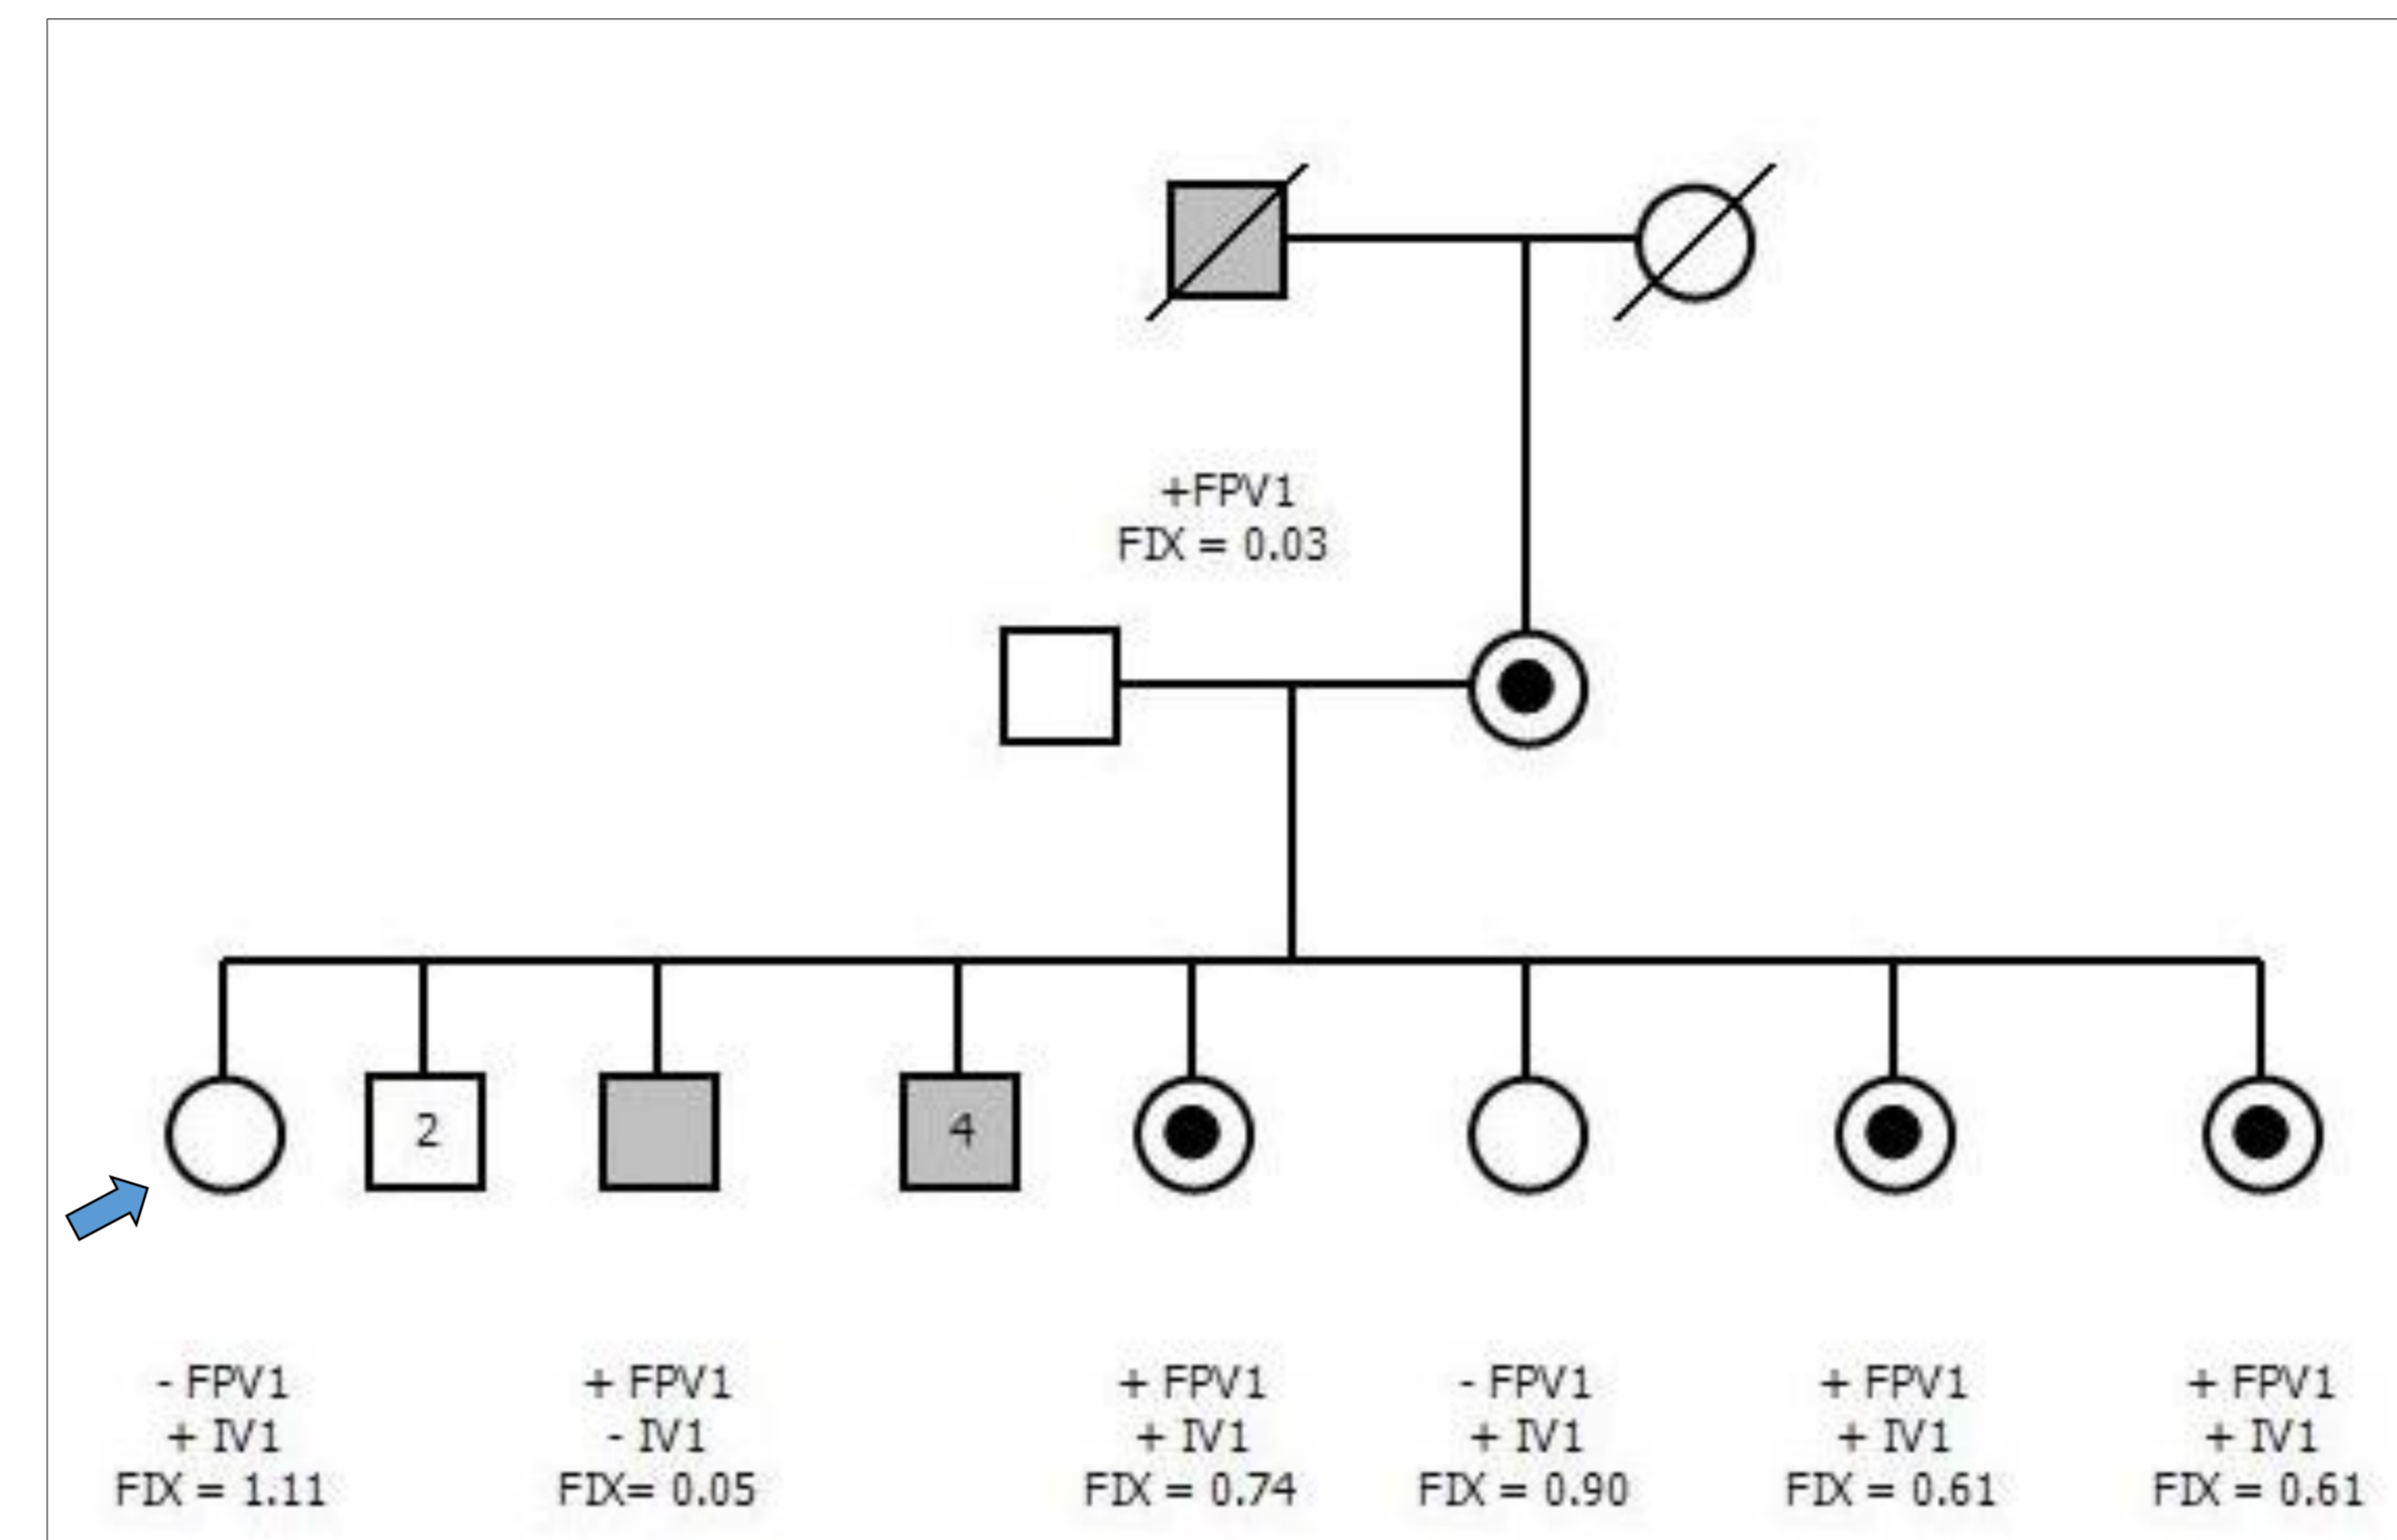 +FPV1
FIX = 0.03
2
4
- FPV1
+ IV1
FIX = 1.11
+ FPV1
- IV1
FIX= 0.05
+ FPV1
+ IV1
FIX = 0.74
- FPV1
+ IV1
FIX = 0.90
+ FPV1
+ IV1
FIX = 0.61
+ FPV1
+ IV1
FIX = 0.61